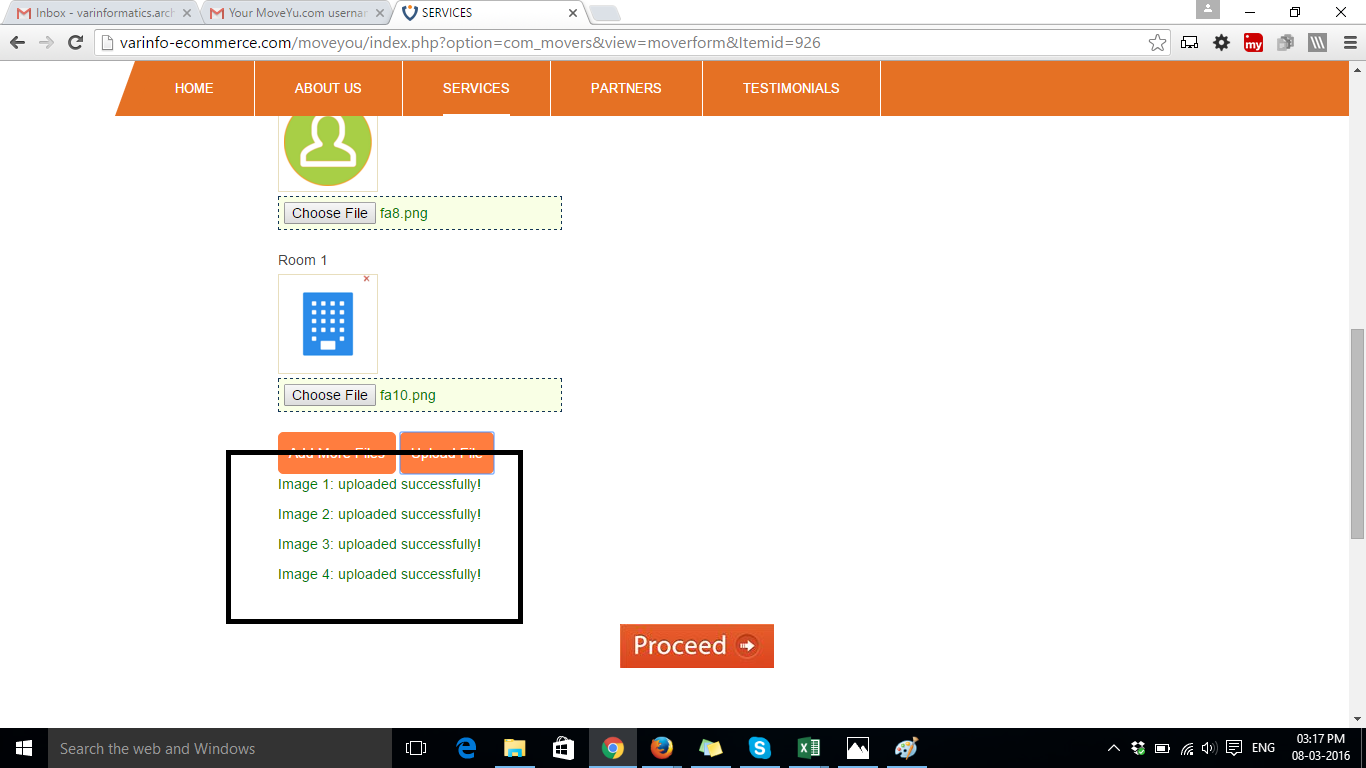 Inbox - varinformatics.arch
Your MoveYu.com usernar
SERVICES
varinfo-ecommerce.com/moveyou/index.php?option=com_movers&view=moverform&Itemid=926
my
HOME
ABOUT US
SERVICES
PARTNERS
TESTIMONIALS
Choose File fa8.png
Room 1
Choose File fa10.png
Add More Files
Upload File
Image 1: uploaded successfully!
Image 2: uploaded successfully!
Image 3: uploaded successfully!
Image 4: uploaded successfully!
Proceed
Search the web and Windows
ENG
03:17 PM
08-03-2016